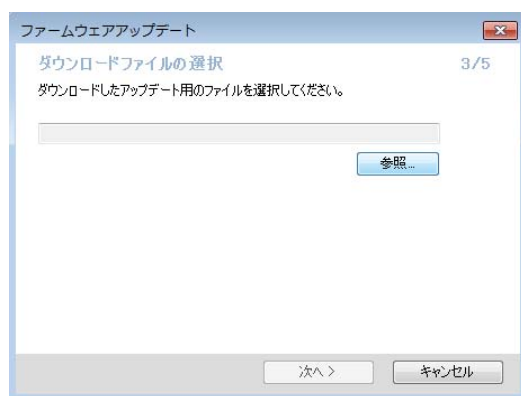 ファームウェアアップデート
ダウンロードファイルの選択 3/5
ダウンロードしたアップデート用のファイルを選択してください。
参照...
次へ > キャンセル